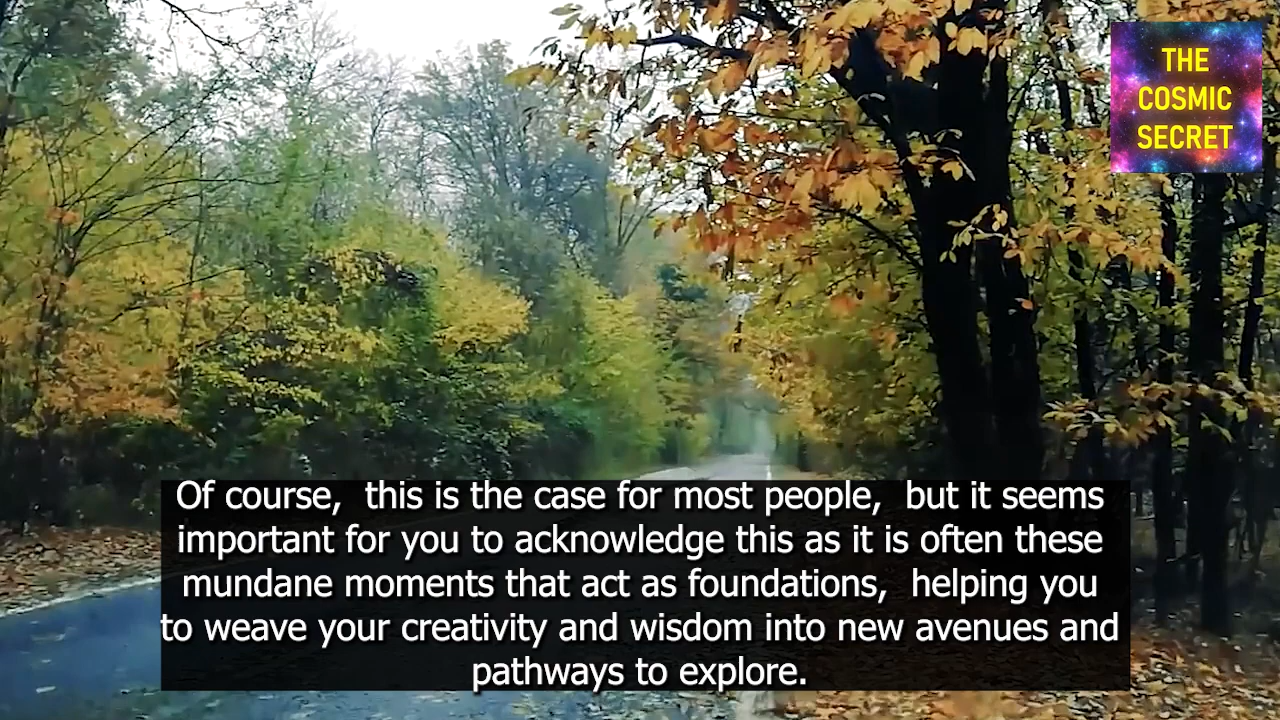 THE
COSMIC
SECRET
Of course,  this is the case for most people,  but it seems
important for you to acknowledge this as it is often these
mundane moments that act as foundations,  helping you
to weave your creativity and wisdom into new avenues and
pathways to explore.